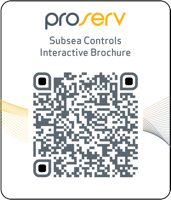 proserv
Subsea Controls
Interactive Brochure